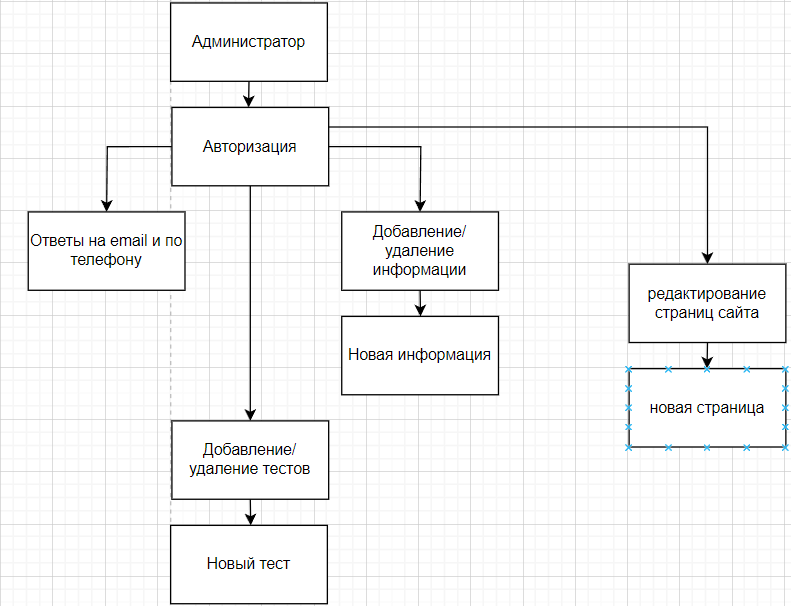 Администратор
Авторизация
Ответы на email и по
телефону
Добавление/
удаление
информации
редактирование
страниц сайта
Новая информация
новая страница
Добавление/
удаление тестов
Новый тест